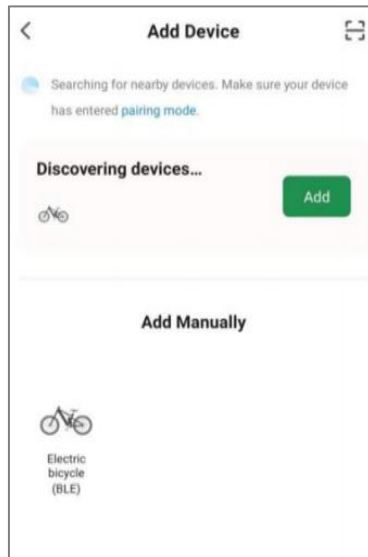 Add Device
Searching for nearby devices. Make sure your device
has entered pairing mode.
Discovering devices...
Add
Add Manually
Electric
bicycle
(BLE)